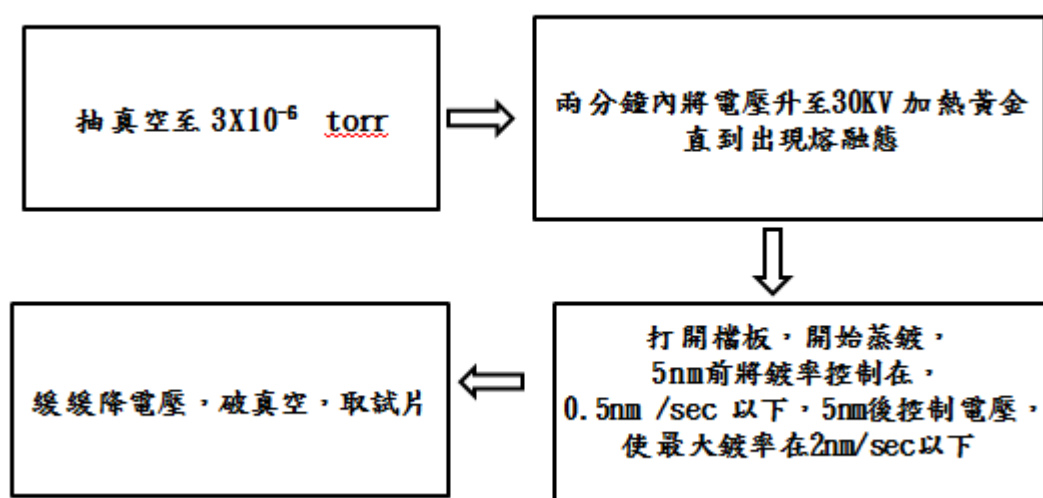 抽真空至 3X10⁻⁶ torr
兩分鐘內將電壓升至30KV 加熱黃金
直到出現熔融態
打開檔板，開始蒸鍍，
5nm前將鍍率控制在，
0.5nm /sec 以下，5nm後控制電壓，
使最大鍍率在2nm/sec以下
緩緩降電壓，破真空，取試片